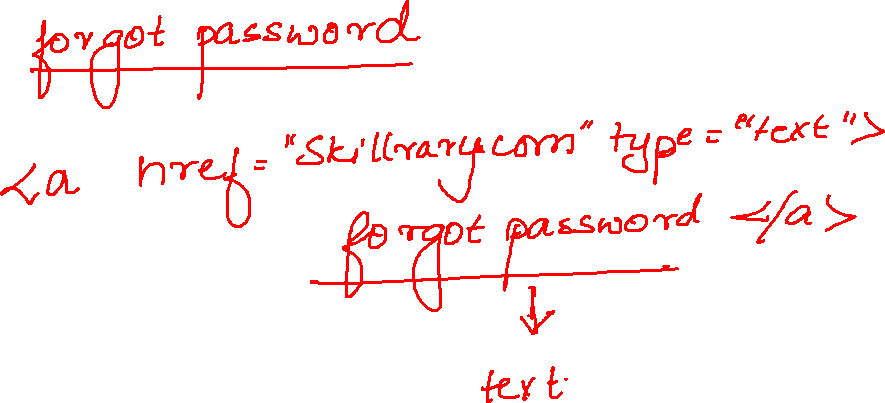 forgot password
<a href="Skillrary.com" type="text">
forgot password </a>
text